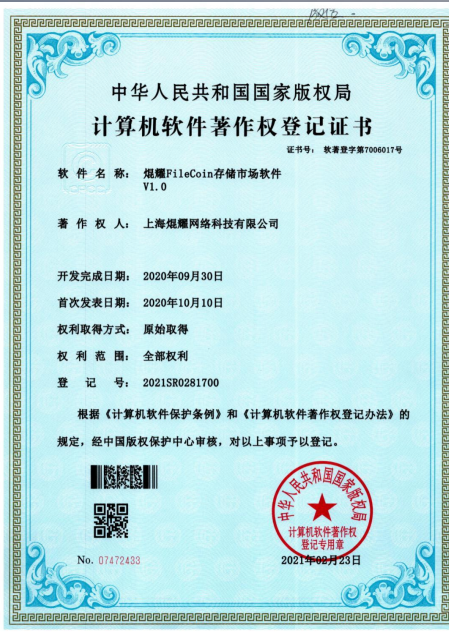 中华人民共和国国家版权局
计算机软件著作权登记证书
证书号： 软著登字第7006017号
软件名称： 焜耀FileCoin存储市场软件
V1.0
著作权人： 上海焜耀网络科技有限公司
开发完成日期： 2020年09月30日
首次发表日期： 2020年10月10日
权利取得方式： 原始取得
权利范围： 全部权利
登记号： 2021SR0281700
根据《计算机软件保护条例》和《计算机软件著作权登记办法》的
规定，经中国版权保护中心审核，对以上事项予以登记。
中华人民共和国国家版权局
计算机软件著作权
登记专用章
No. 07472433
2021年02月23日